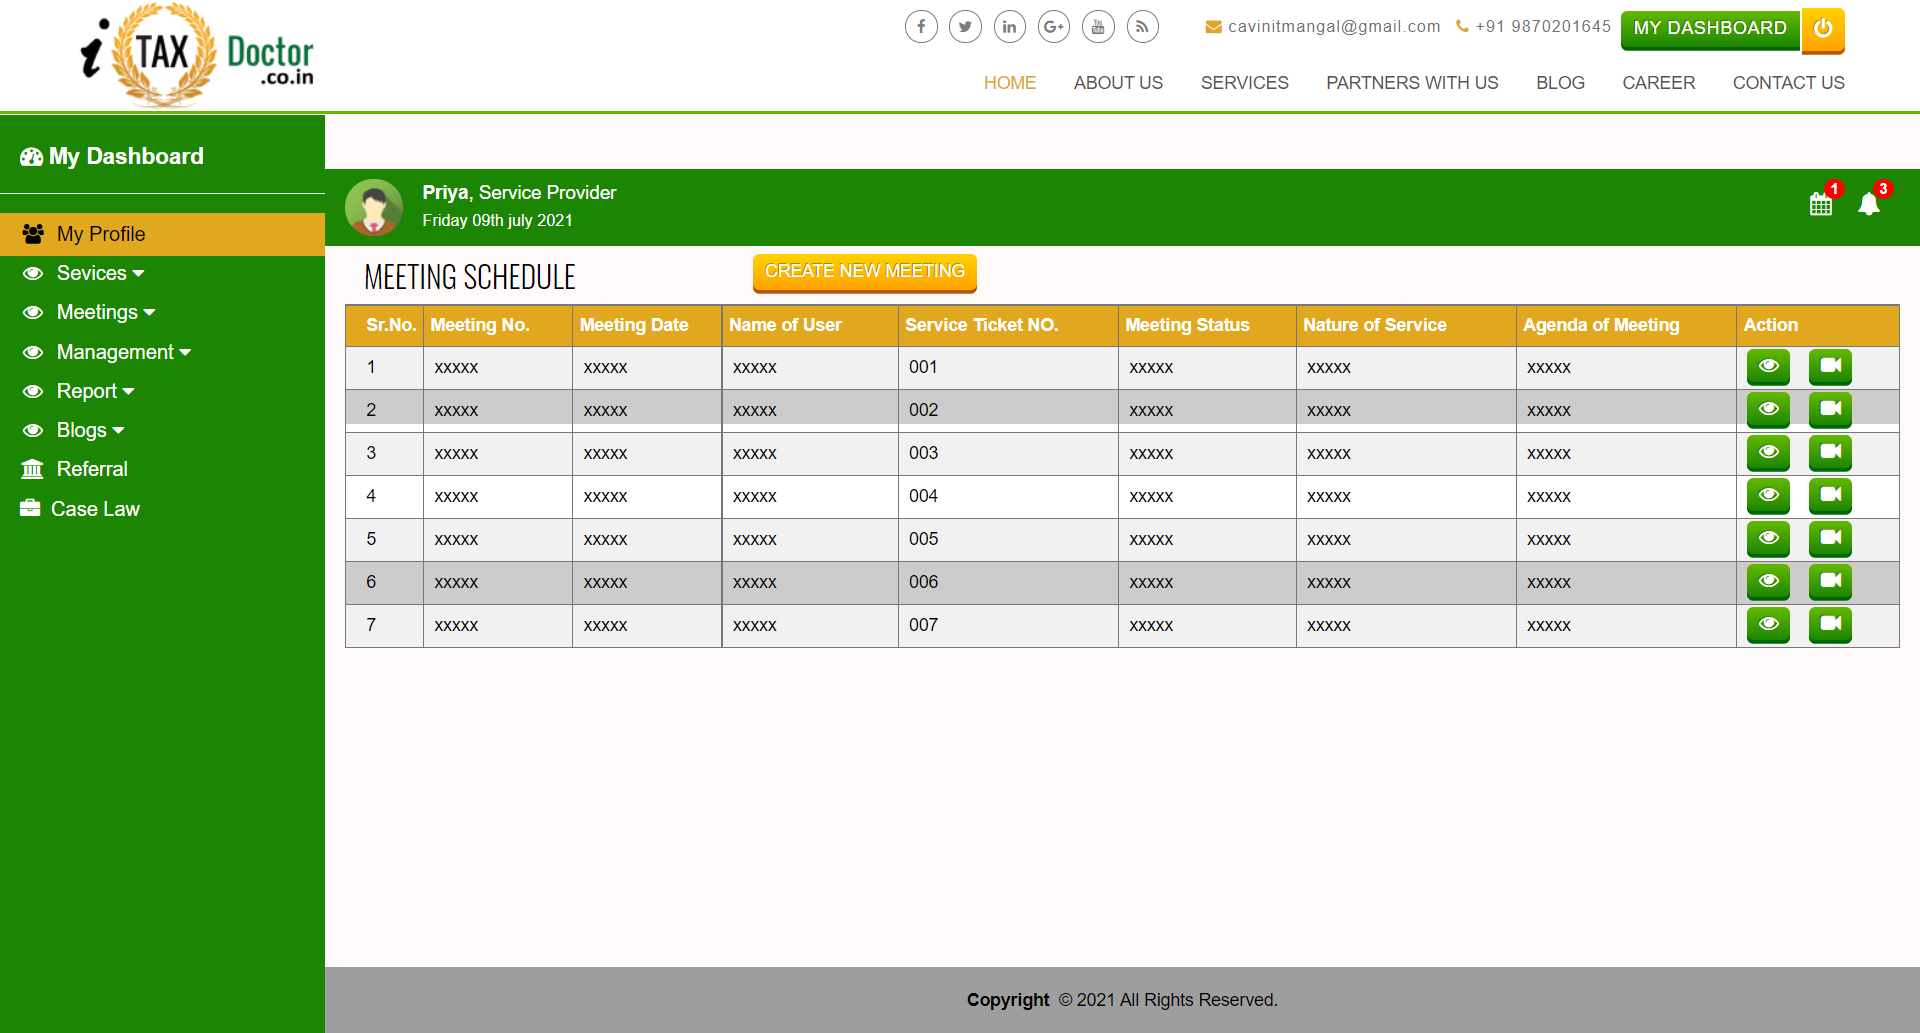 i TAX Doctor
.co.in
cavinitmangal@gmail.com +91 9870201645 MY DASHBOARD
HOME ABOUT US SERVICES PARTNERS WITH US BLOG CAREER CONTACT US
My Dashboard
My Profile
Sevices
Meetings
Management
Report
Blogs
Referral
Case Law
Priya, Service Provider
Friday 09th july 2021
1 3
MEETING SCHEDULE CREATE NEW MEETING
Sr.No. Meeting No. Meeting Date Name of User Service Ticket NO. Meeting Status Nature of Service Agenda of Meeting Action
1 xxxxx xxxxx xxxxx 001 xxxxx xxxxx xxxxx
2 xxxxx xxxxx xxxxx 002 xxxxx xxxxx xxxxx
3 xxxxx xxxxx xxxxx 003 xxxxx xxxxx xxxxx
4 xxxxx xxxxx xxxxx 004 xxxxx xxxxx xxxxx
5 xxxxx xxxxx xxxxx 005 xxxxx xxxxx xxxxx
6 xxxxx xxxxx xxxxx 006 xxxxx xxxxx xxxxx
7 xxxxx xxxxx xxxxx 007 xxxxx xxxxx xxxxx
Copyright © 2021 All Rights Reserved.